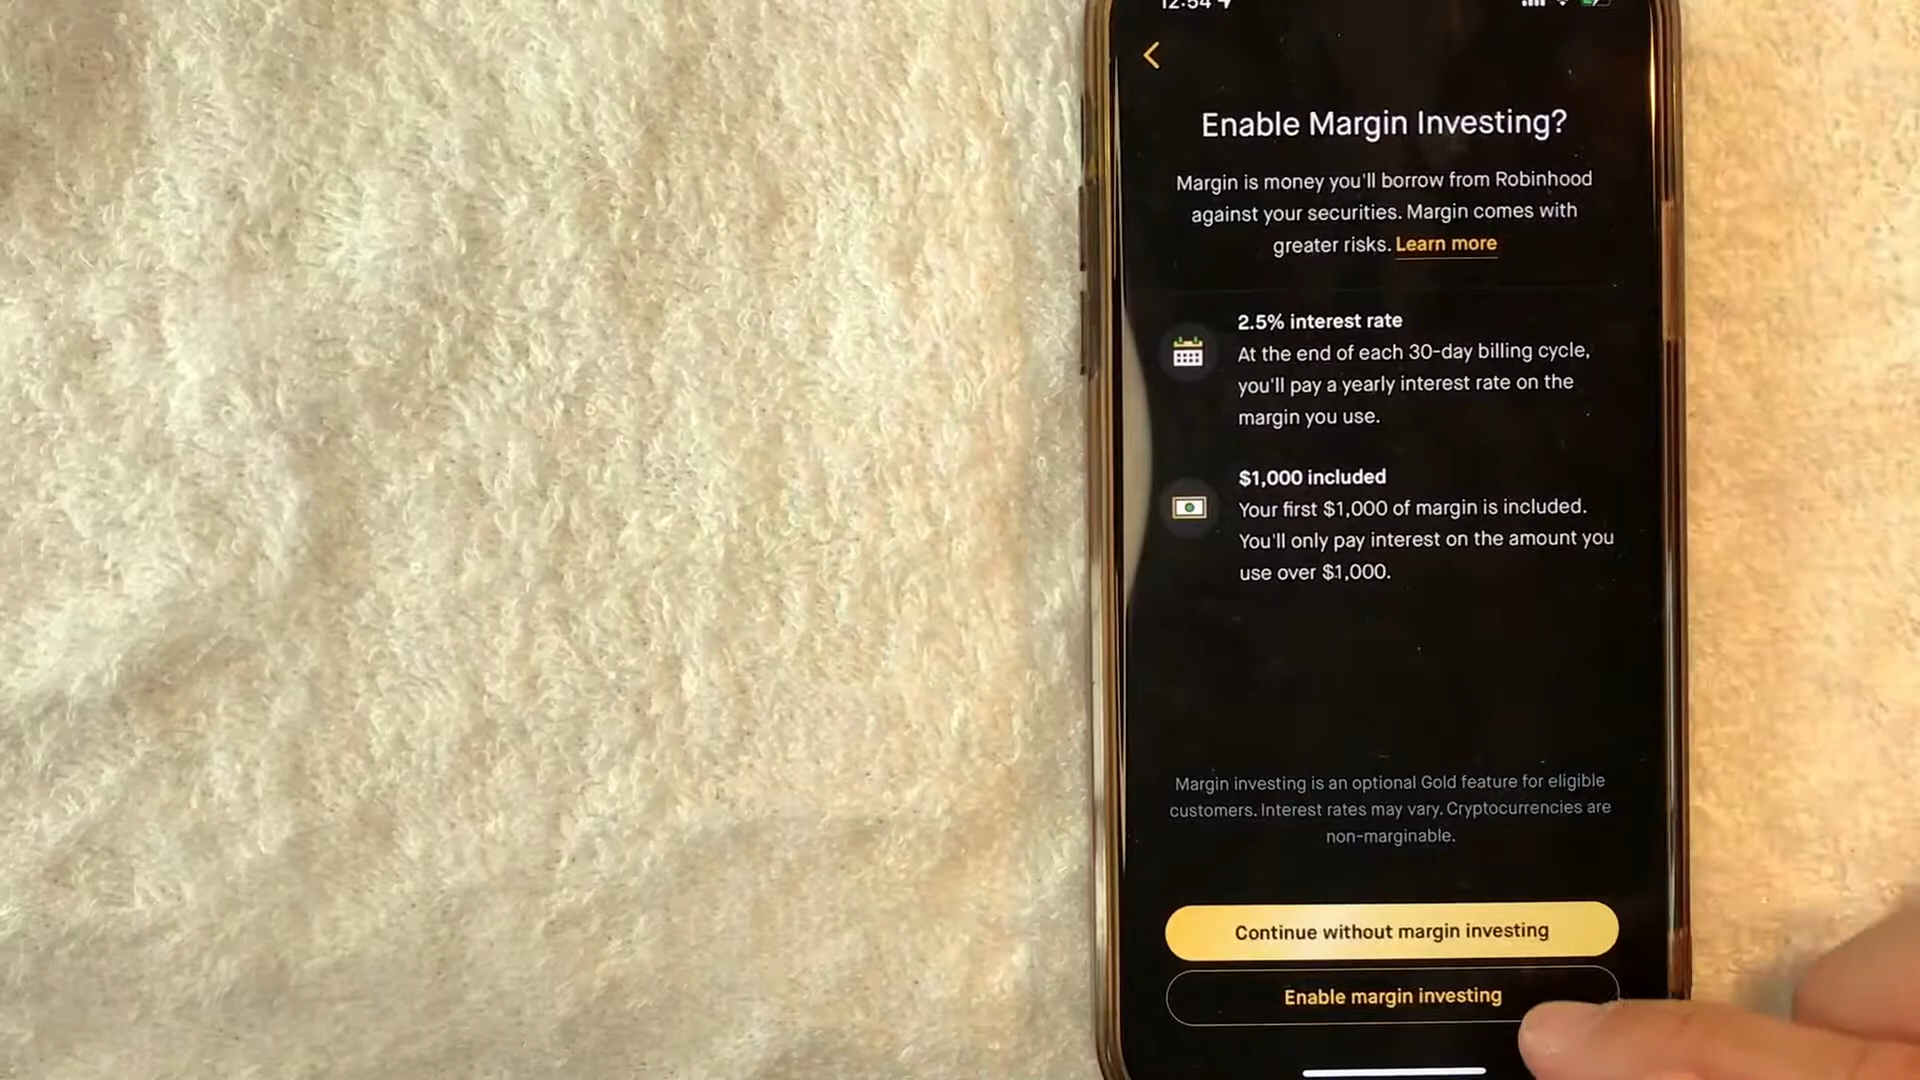 12:54
Enable Margin Investing?
Margin is money you'll borrow from Robinhood
against your securities. Margin comes with
greater risks. Learn more
2.5% interest rate
At the end of each 30-day billing cycle,
you'll pay a yearly interest rate on the
margin you use.
$1,000 included
Your first $1,000 of margin is included.
You'll only pay interest on the amount you
use over $1,000.
Margin investing is an optional Gold feature for eligible
customers. Interest rates may vary. Cryptocurrencies are
non-marginable.
Continue without margin investing
Enable margin investing